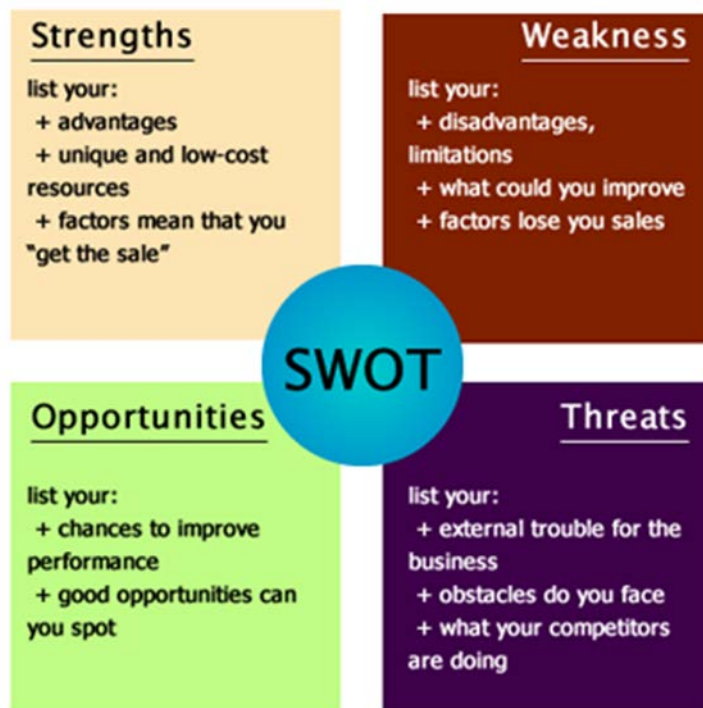 Strengths
list your:
+ advantages
+ unique and low-cost
resources
+ factors mean that you
"get the sale"
Weakness
list your:
+ disadvantages,
limitations
+ what could you improve
+ factors lose you sales
SWOT
Opportunities
list your:
+ chances to improve
performance
+ good opportunities can
you spot
Threats
list your:
+ external trouble for the
business
+ obstacles do you face
+ what your competitors
are doing